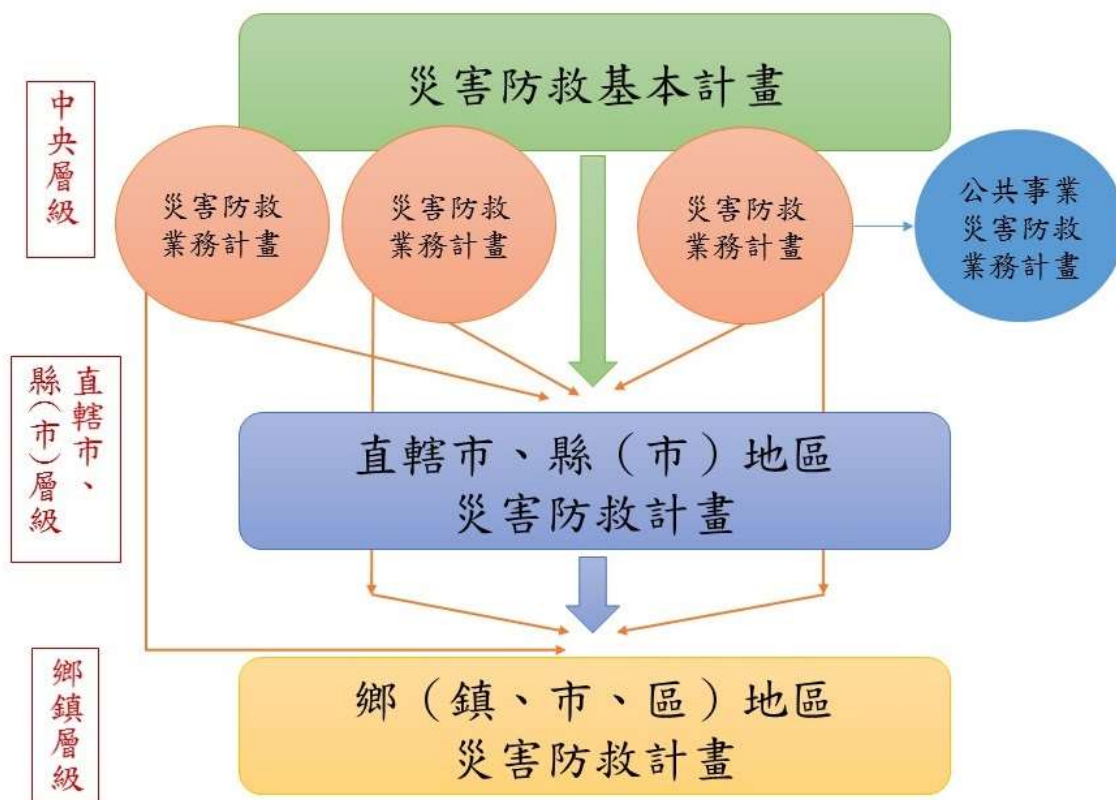 災害防救基本計畫
中央層級
災害防救
業務計畫
災害防救
業務計畫
災害防救
業務計畫
公共事業
災害防救
業務計畫
直轄市、
縣(市)層級
直轄市、縣（市）地區
災害防救計畫
鄉鎮層級
鄉（鎮、市、區）地區
災害防救計畫